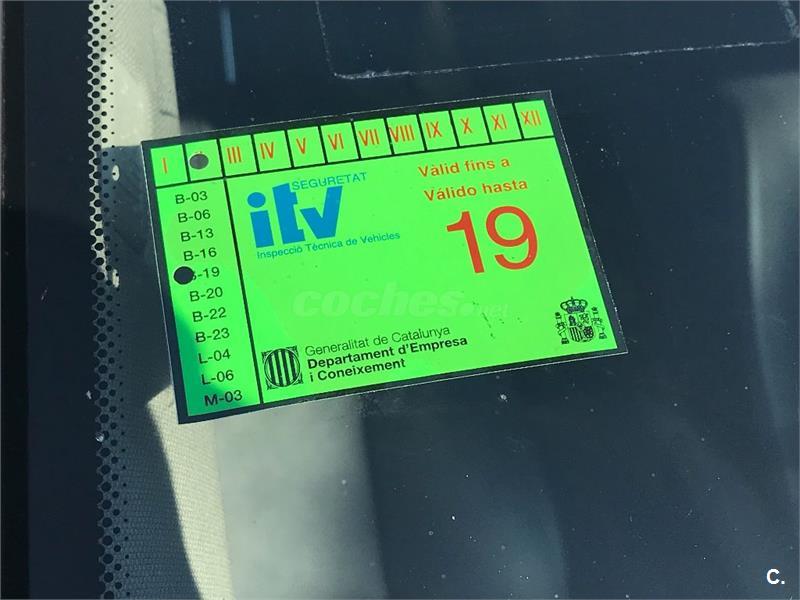 I III IV V VI VII VIII IX X XI XII
SEGURETAT
itv
Inspecció Tècnica de Vehicles
Vàlid fins a
Válido hasta
19
B-03
B-06
B-13
B-16
-19
B-20
B-22
B-23
L-04
L-06
M-03
coches.net
Generalitat de Catalunya
Departament d'Empresa
i Coneixement
C.